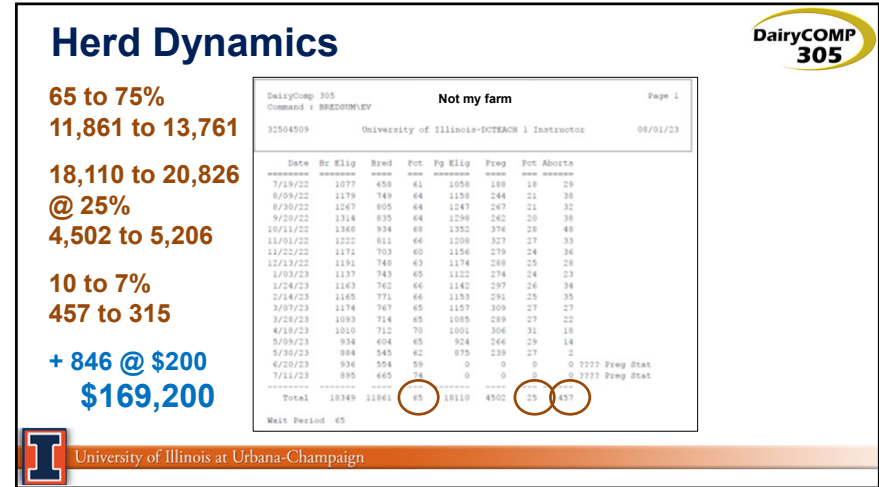 Herd Dynamics
DairyCOMP
305
65 to 75%
11,861 to 13,761
18,110 to 20,826
@ 25%
4,502 to 5,206
10 to 7%
457 to 315
+ 846 @ $200
$169,200
DairyComp 305 Not my farm Page 1
Command : BREDSUM\EV
32504509 University of Illinois-DCTEACH 1 Instructor 08/01/23
Date Br Elig Bred Pct Pg Elig Preg Pct Aborts
7/19/22 1077 658 61 1058 188 18 29
8/09/22 1179 749 64 1158 244 21 38
8/30/22 1267 805 64 1247 267 21 32
9/20/22 1314 835 64 1298 262 20 38
10/11/22 1368 934 68 1352 376 28 48
11/01/22 1222 811 66 1208 327 27 33
11/22/22 1171 703 60 1156 279 24 36
12/13/22 1191 748 63 1174 288 25 28
1/03/23 1137 743 65 1122 274 24 23
1/24/23 1163 762 66 1142 297 26 34
2/14/23 1165 771 66 1153 291 25 35
3/07/23 1174 767 65 1157 309 27 27
3/28/23 1093 714 65 1085 289 27 22
4/18/23 1010 712 70 1001 306 31 18
5/09/23 934 604 65 924 266 29 14
5/30/23 884 545 62 875 239 27 2
6/20/23 936 554 59 0 0 0 0 ???? Preg Stat
7/11/23 895 665 74 0 0 0 0 ???? Preg Stat
Total 18349 11861 65 18110 4502 25 457
Wait Period 65
I
University of Illinois at Urbana-Champaign